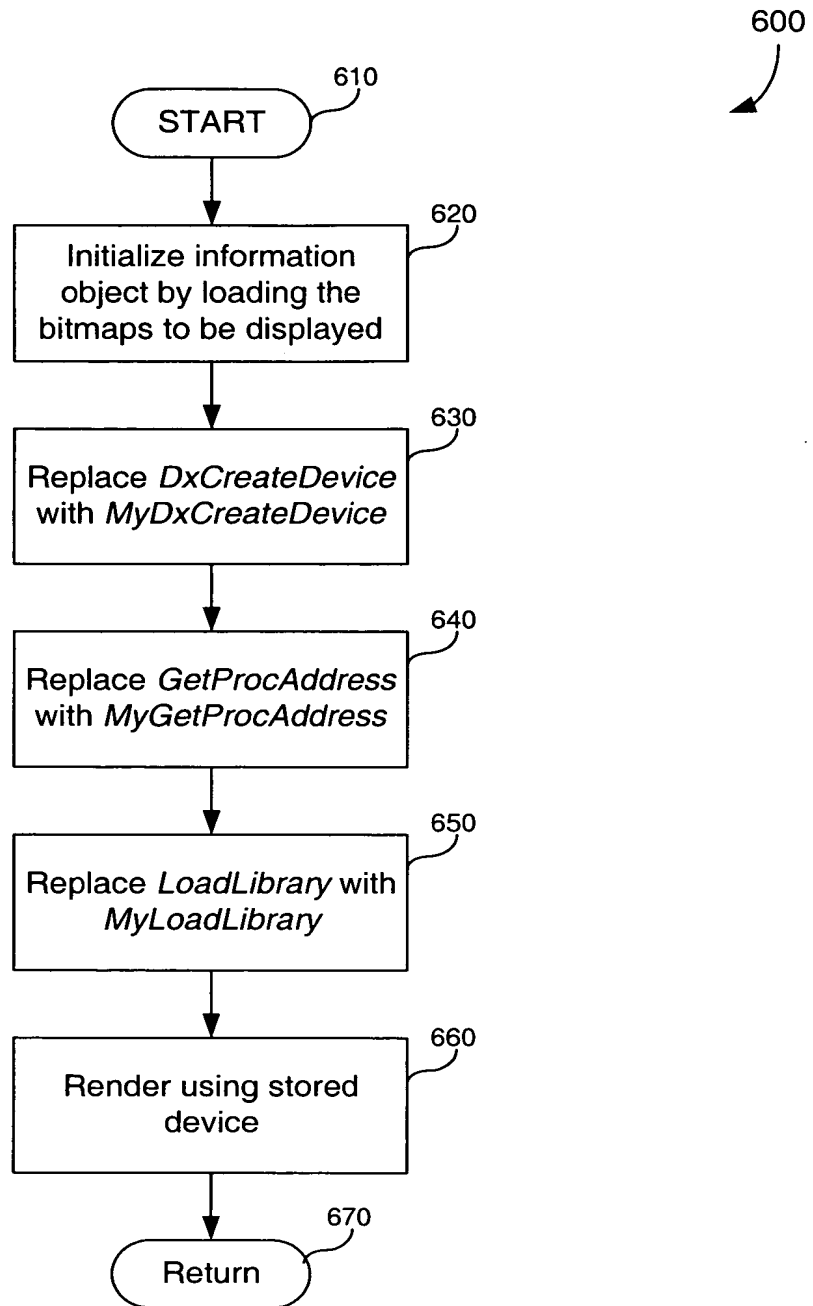 600
610
START
620
Initialize information
object by loading the
bitmaps to be displayed
630
Replace DxCreateDevice
with MyDxCreateDevice
640
Replace GetProcAddress
with MyGetProcAddress
650
Replace LoadLibrary with
MyLoadLibrary
660
Render using stored
device
670
Return